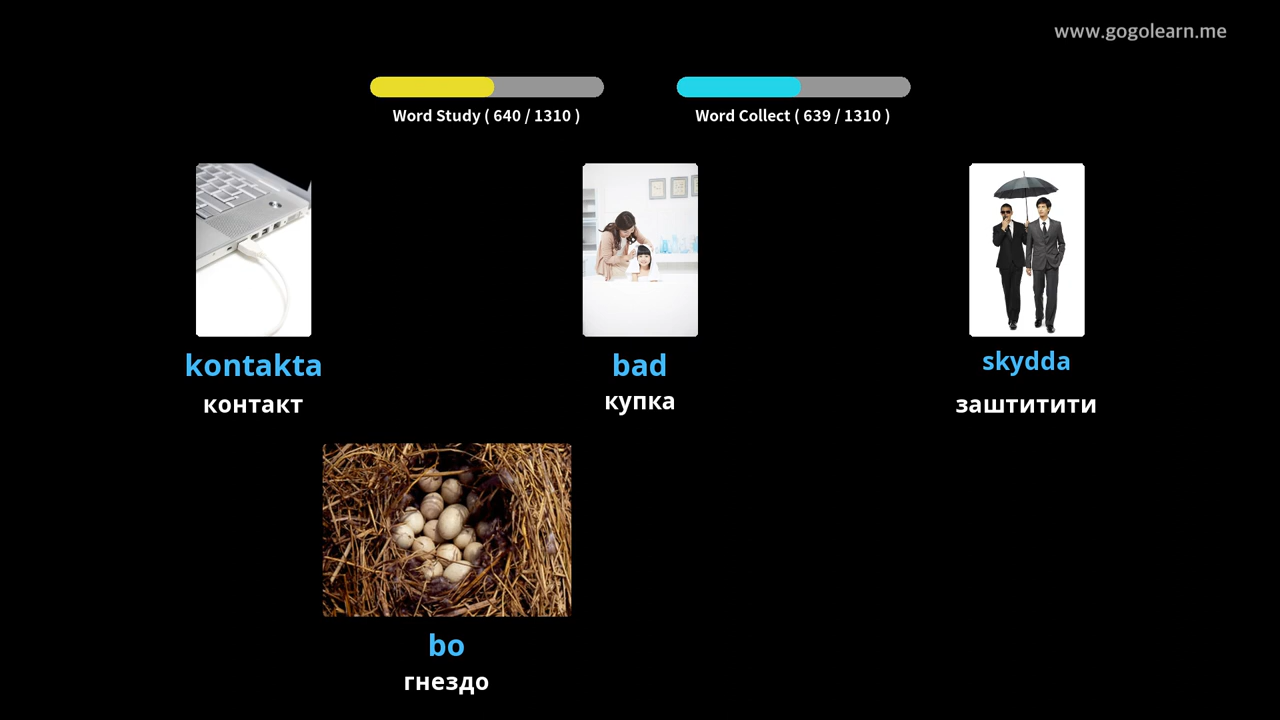 www.gogolearn.me
Word Study ( 640 / 1310 )
Word Collect ( 639 / 1310 )
kontakta
контакт
bad
купка
skydda
заштитити
bo
гнездо